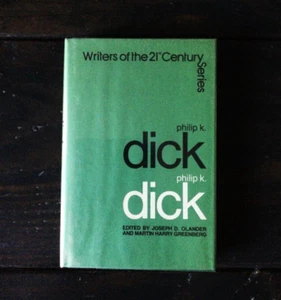 Writers of the 21st Century
Series
philip k.
dick
philip k.
dick
EDITED BY JOSEPH D. OLANDER
AND MARTIN HARRY GREENBERG